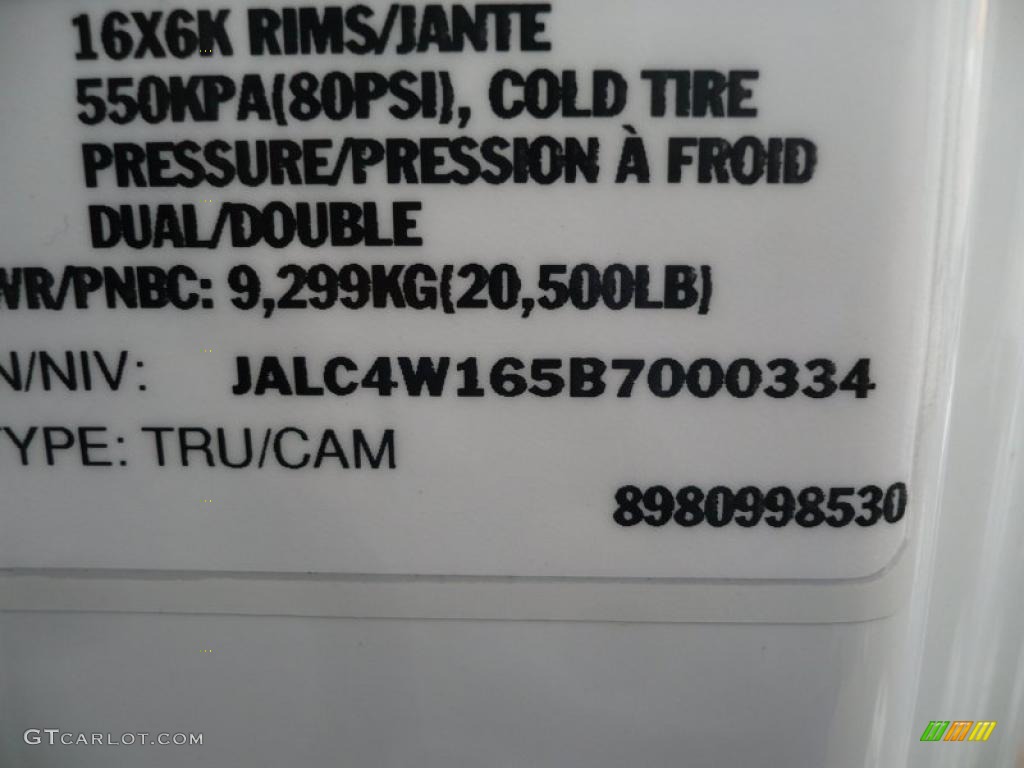 16X6K RIMS/JANTE
550KPA(80PSI), COLD TIRE
PRESSURE/PRESSION À FROID
DUAL/DOUBLE
WR/PNBC: 9,299KG(20,500LB)
N/NIV: JALC4W165B7000334
TYPE: TRU/CAM
8980998530
GTCARLOT.COM